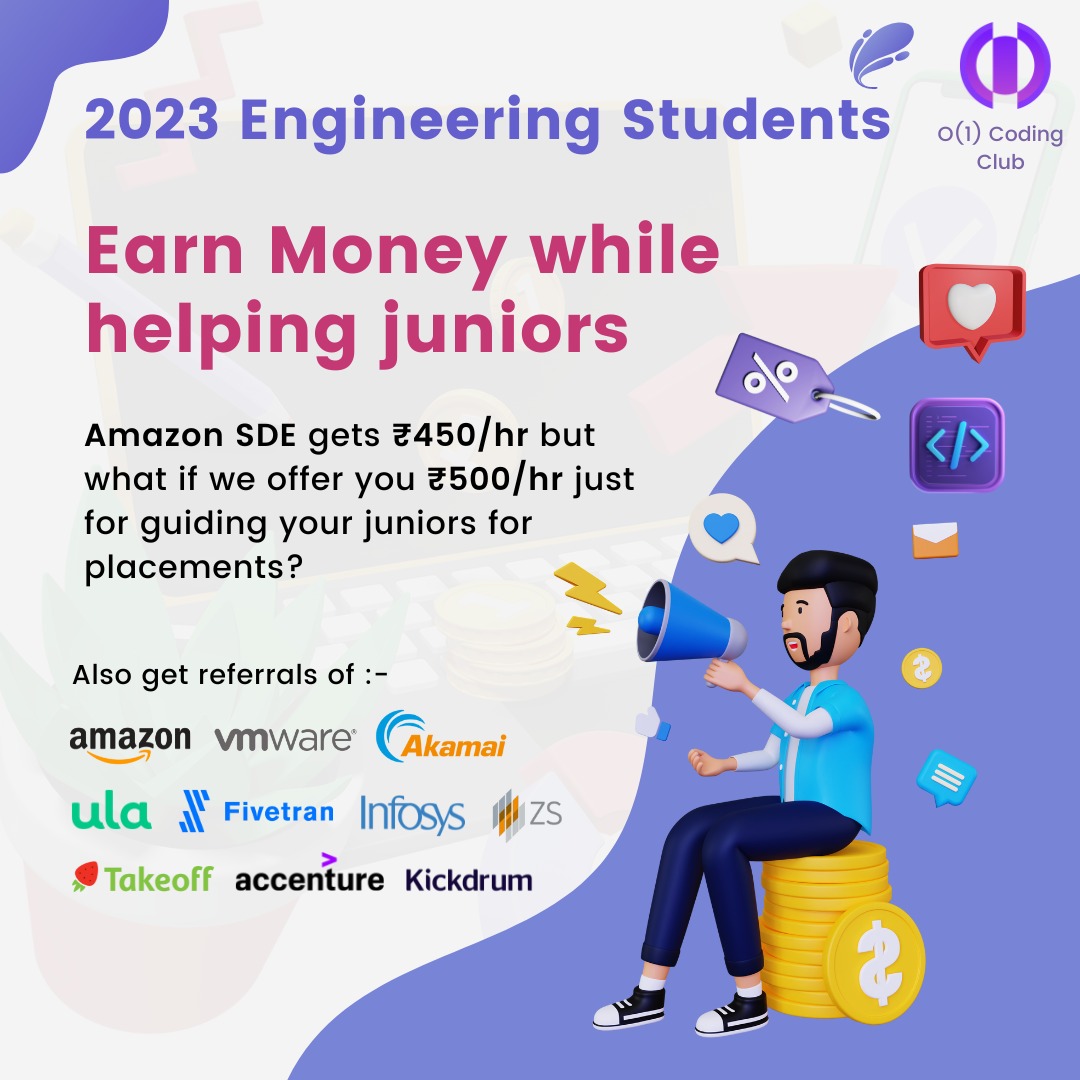 2023 Engineering Students
O(1) Coding
Club
Earn Money while
helping juniors
Amazon SDE gets ₹450/hr but
what if we offer you ₹500/hr just
for guiding your juniors for
placements?
Also get referrals of :-
amazon vmware® Akamai
ula Fivetran Infosys ZS
Takeoff accenture Kickdrum